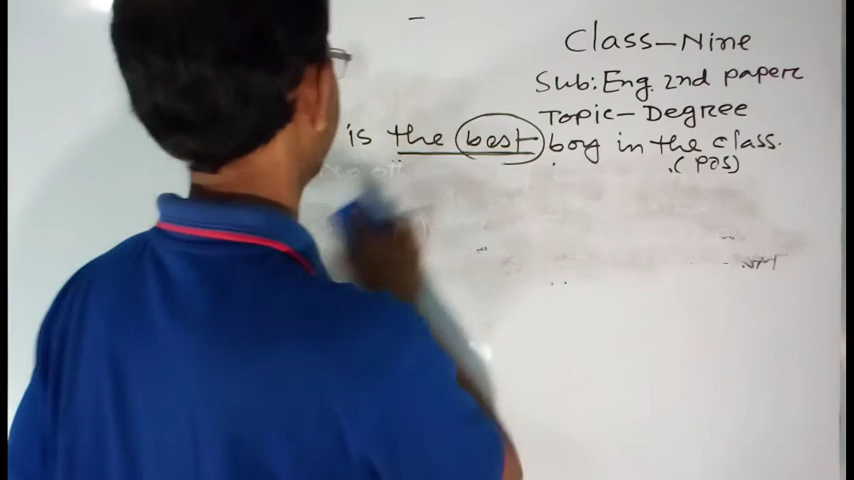 Class-Nine
Sub: Eng. 2nd paper
Topic- Degree
is the best boy in the class.
(pos)